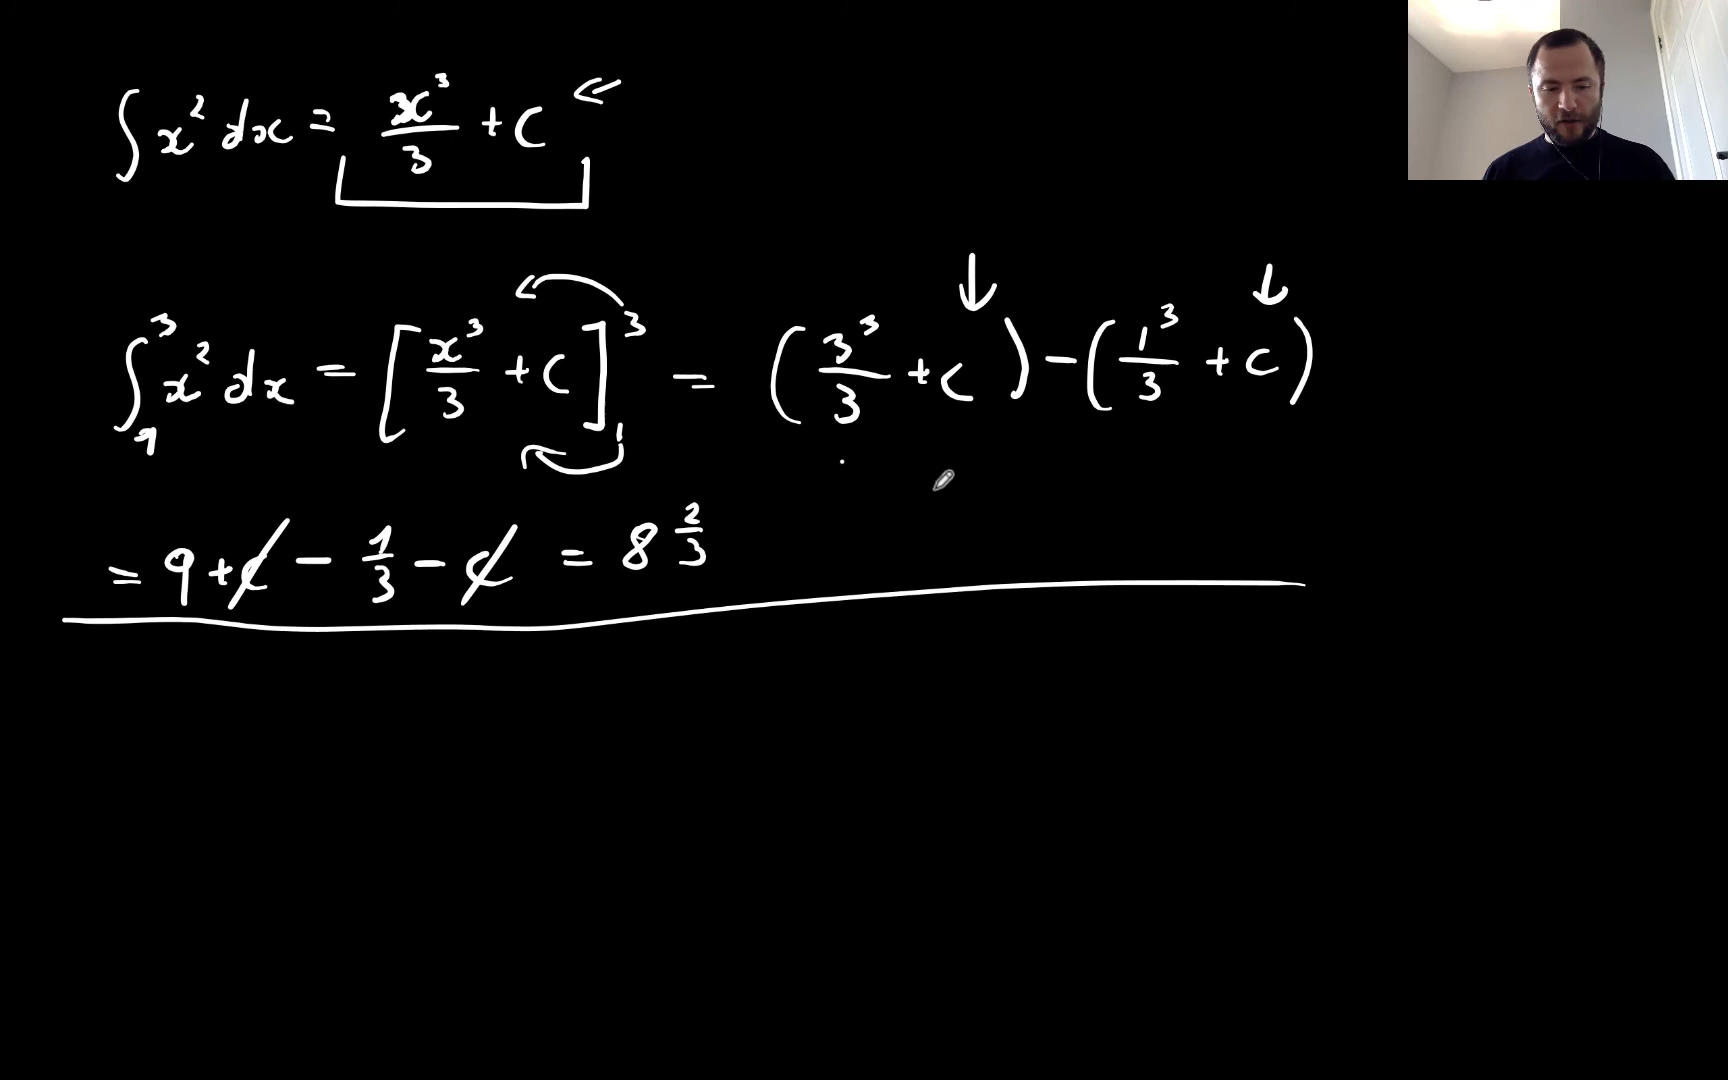 ∫ x² dx = x³/3 + C
∫₁³ x² dx = [x³/3 + C]₁³ = (3³/3 + C) - (1³/3 + C)
= 9 + C - 1/3 - C = 8 2/3